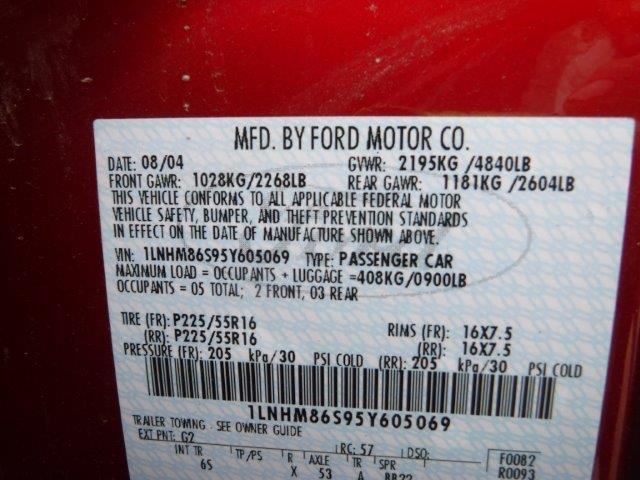 MFD. BY FORD MOTOR CO.
DATE: 08/04 GVWR: 2195KG /4840LB
FRONT GAWR: 1028KG/2268LB REAR GAWR: 1181KG /2604LB
THIS VEHICLE CONFORMS TO ALL APPLICABLE FEDERAL MOTOR
VEHICLE SAFETY, BUMPER, AND THEFT PREVENTION STANDARDS
IN EFFECT ON THE DATE OF MANUFACTURE SHOWN ABOVE.
VIN: 1LNHM86S95Y605069 TYPE: PASSENGER CAR
MAXIMUM LOAD = OCCUPANTS + LUGGAGE =408KG/0900LB
OCCUPANTS = 05 TOTAL; 2 FRONT, 03 REAR
TIRE (FR): P225/55R16 RIMS (FR): 16X7.5
(RR): P225/55R16 (RR): 16X7.5
PRESSURE (FR): 205 kPa/30 PSI COLD (RR): 205 kPa/30 PSI COLD
1LNHM86S95Y605069
TRAILER TOWING - SEE OWNER GUIDE
EXT PNT: G2 RC: 57 DSO: F0082
INT TR TP/PS R AXLE TR SPR R0093
65 X 53 A BB22